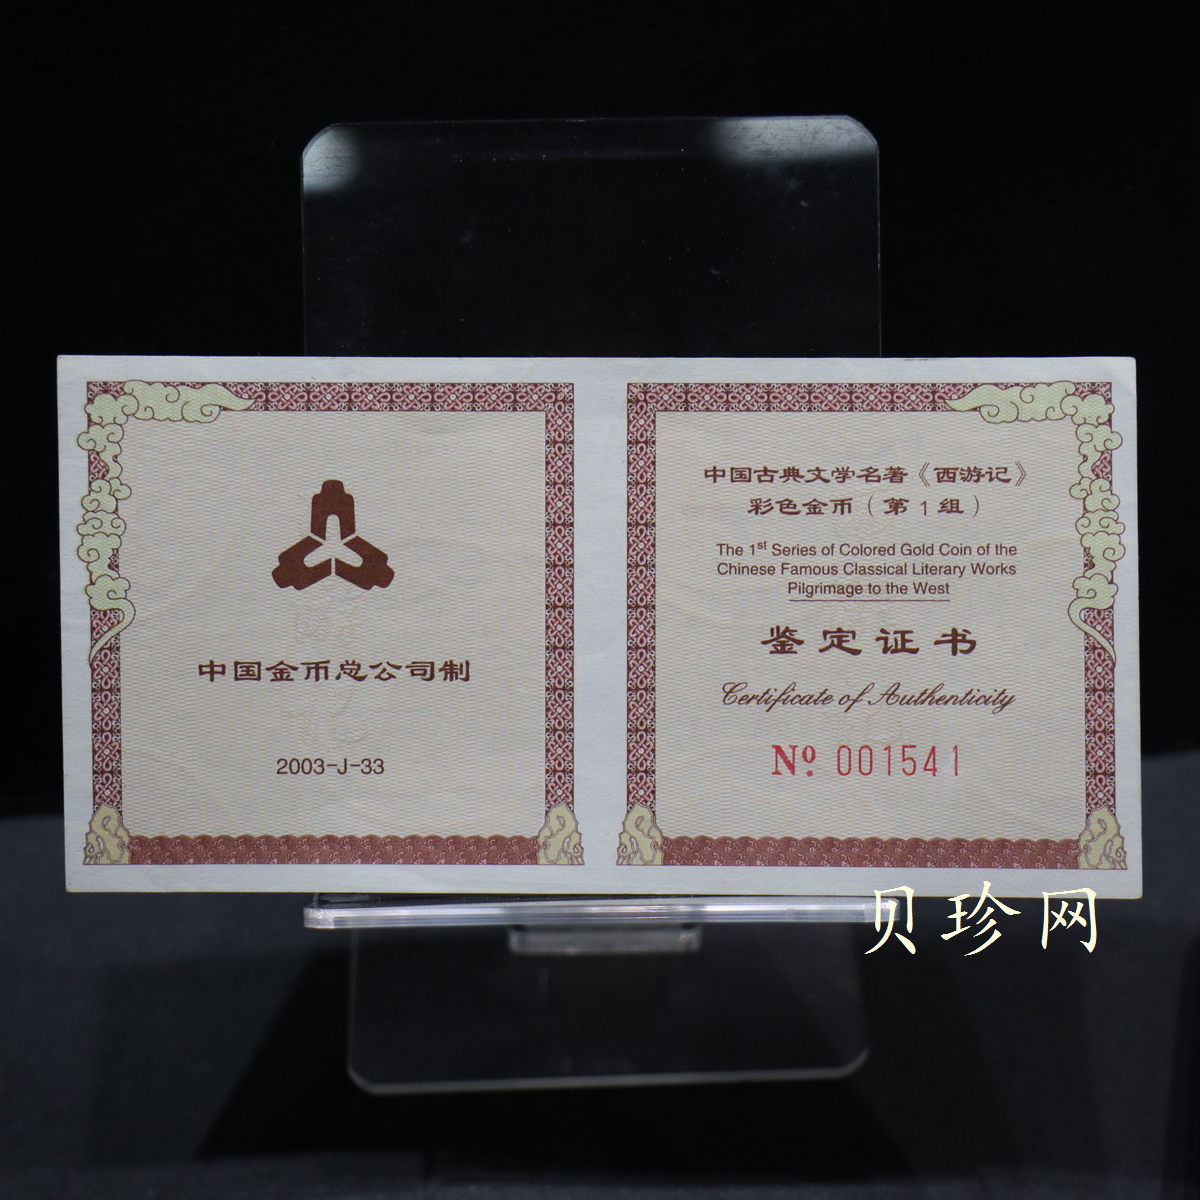 中国金币总公司制
2003-J-33
中国古典文学名著《西游记》
彩色金币（第1组）
The 1st Series of Colored Gold Coin of the
Chinese Famous Classical Literary Works
Pilgrimage to the West
鉴定证书
Certificate of Authenticity
Nº 001541
贝珍网